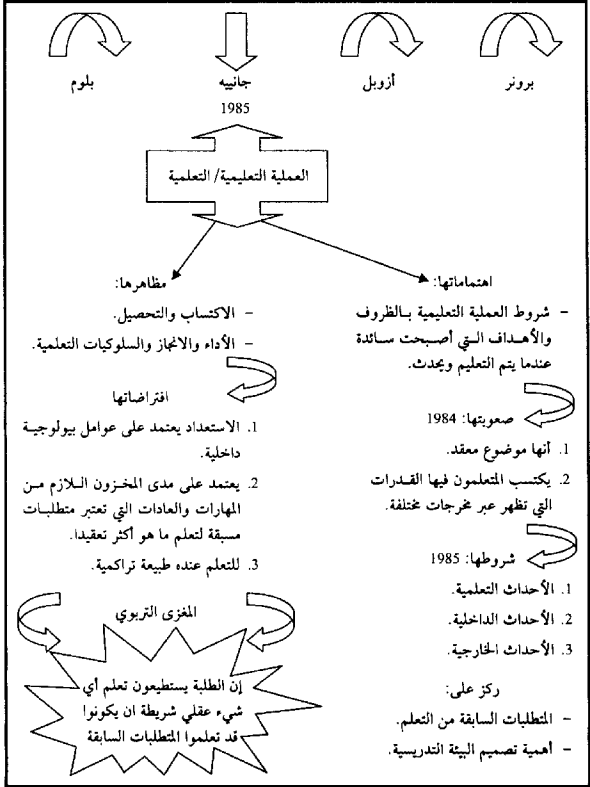 برونر
أزوبل
جانييه
بلوم
1985
العملية التعليمية/ التعلمية
اهتماماتها:
– شروط العملية التعليمية بالظروف
والأهداف التي أصبحت سائدة
عندما يتم التعليم ويحدث.
صعوبتها: 1984
1. أنها موضوع معقد.
2. يكتسب المتعلمون فيها القدرات
التي تظهر عبر مخرجات مختلفة.
شروطها: 1985
1. الأحداث التعلمية.
2. الأحداث الداخلية.
3. الأحداث الخارجية.
ركز على:
– المتطلبات السابقة من التعلم.
– أهمية تصميم البيئة التدريسية.
مظاهرها:
– الاكتساب والتحصيل.
– الأداء والانجاز والسلوكيات التعلمية.
افتراضاتها
1. الاستعداد يعتمد على عوامل بيولوجية
داخلية.
2. يعتمد على مدى المخزون اللازم من
المهارات والعادات التي تعتبر متطلبات
مسبقة لتعلم ما هو أكثر تعقيدا.
3. للتعلم عنده طبيعة تراكمية.
المغزى التربوي
إن الطلبة يستطيعون تعلم أي
شيء عقلي شريطة ان يكونوا
قد تعلموا المتطلبات السابقة